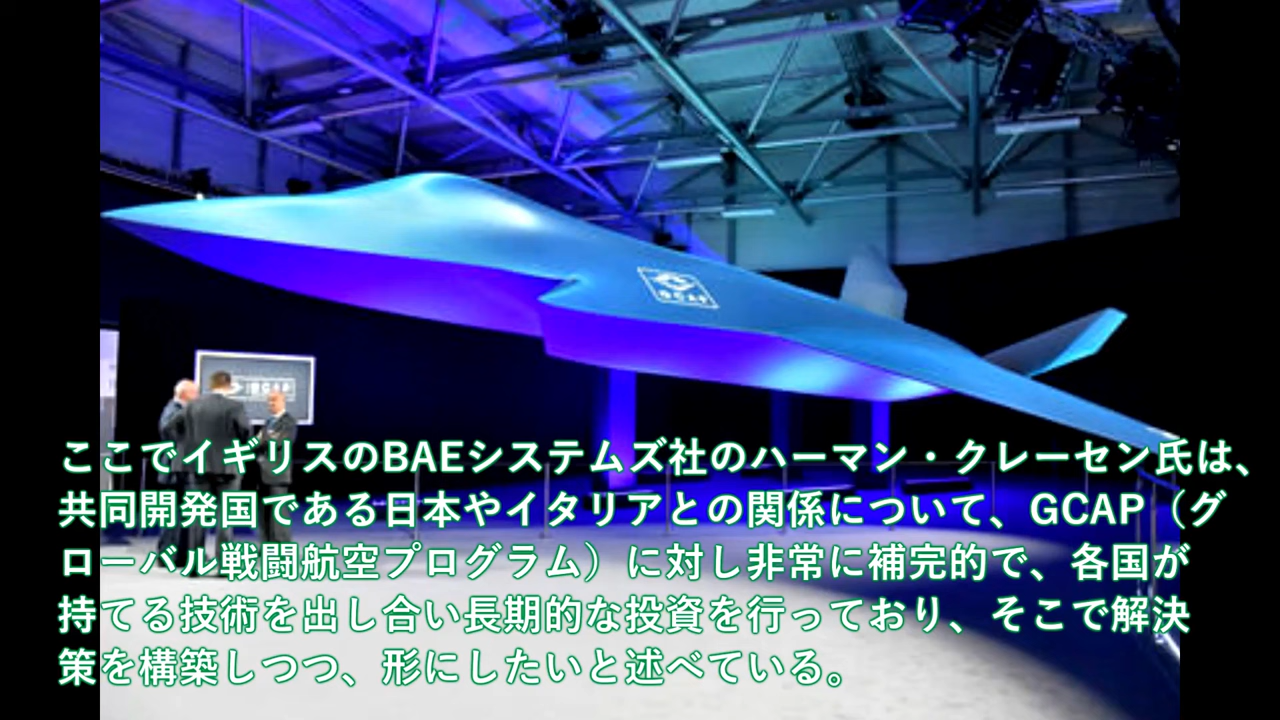 GCAP
GCAP
ここでイギリスのBAEシステムズ社のハーマン・クレーセン氏は、
共同開発国である日本やイタリアとの関係について、GCAP（グ
ローバル戦闘航空プログラム）に対し非常に補完的で、各国が
持てる技術を出し合い長期的な投資を行っており、そこで解決
策を構築しつつ、形にしたいと述べている。